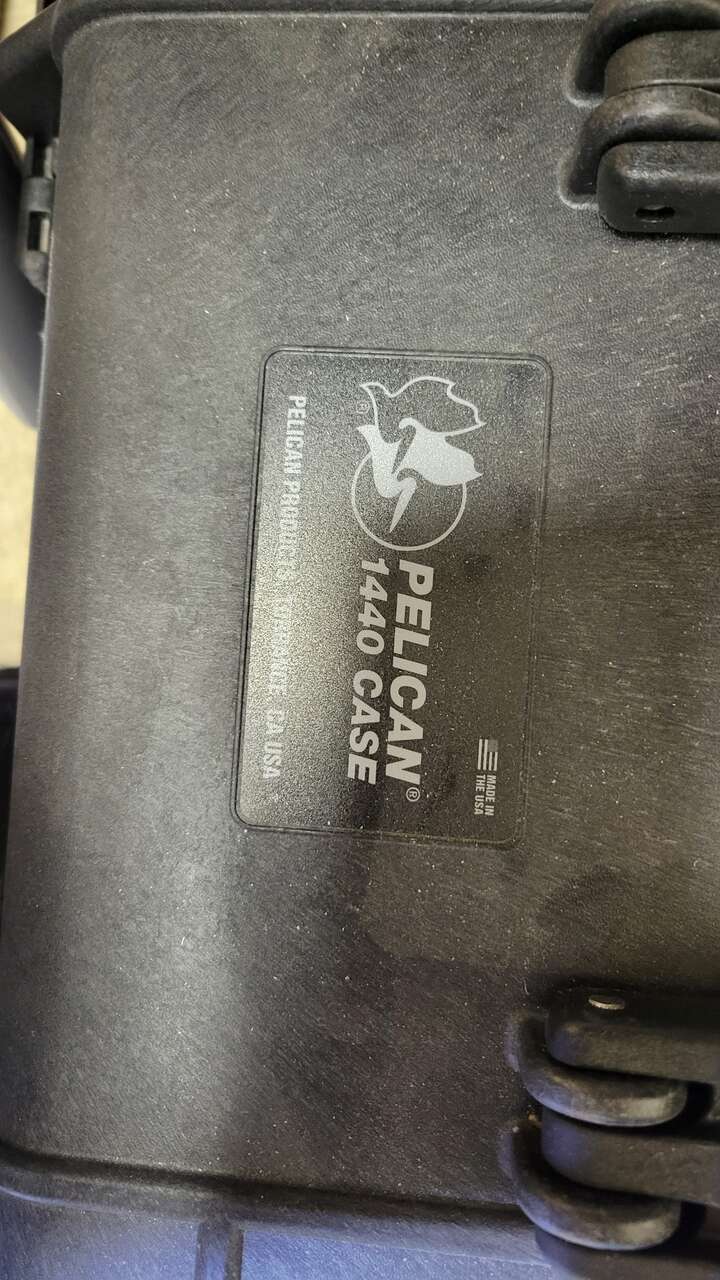 MADE IN
THE USA
PELICAN®
1440 CASE
®
PELICAN PRODUCTS TORRANCE, CA USA